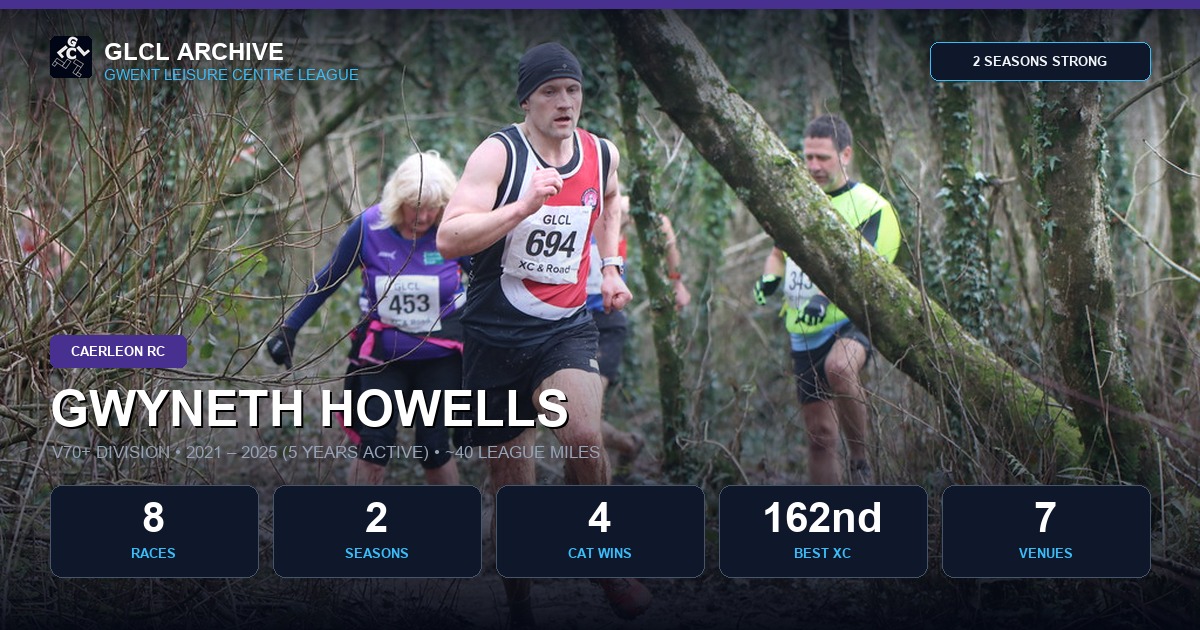 GLCL ARCHIVE
GWENT LEISURE CENTRE LEAGUE
2 SEASONS STRONG
GLCL
694
XC & Road
GLCL
453
CAERLEON RC
GWYNETH HOWELLS
V70+ DIVISION • 2021 – 2025 (5 YEARS ACTIVE) • ~40 LEAGUE MILES
8
RACES
2
SEASONS
4
CAT WINS
162nd
BEST XC
7
VENUES